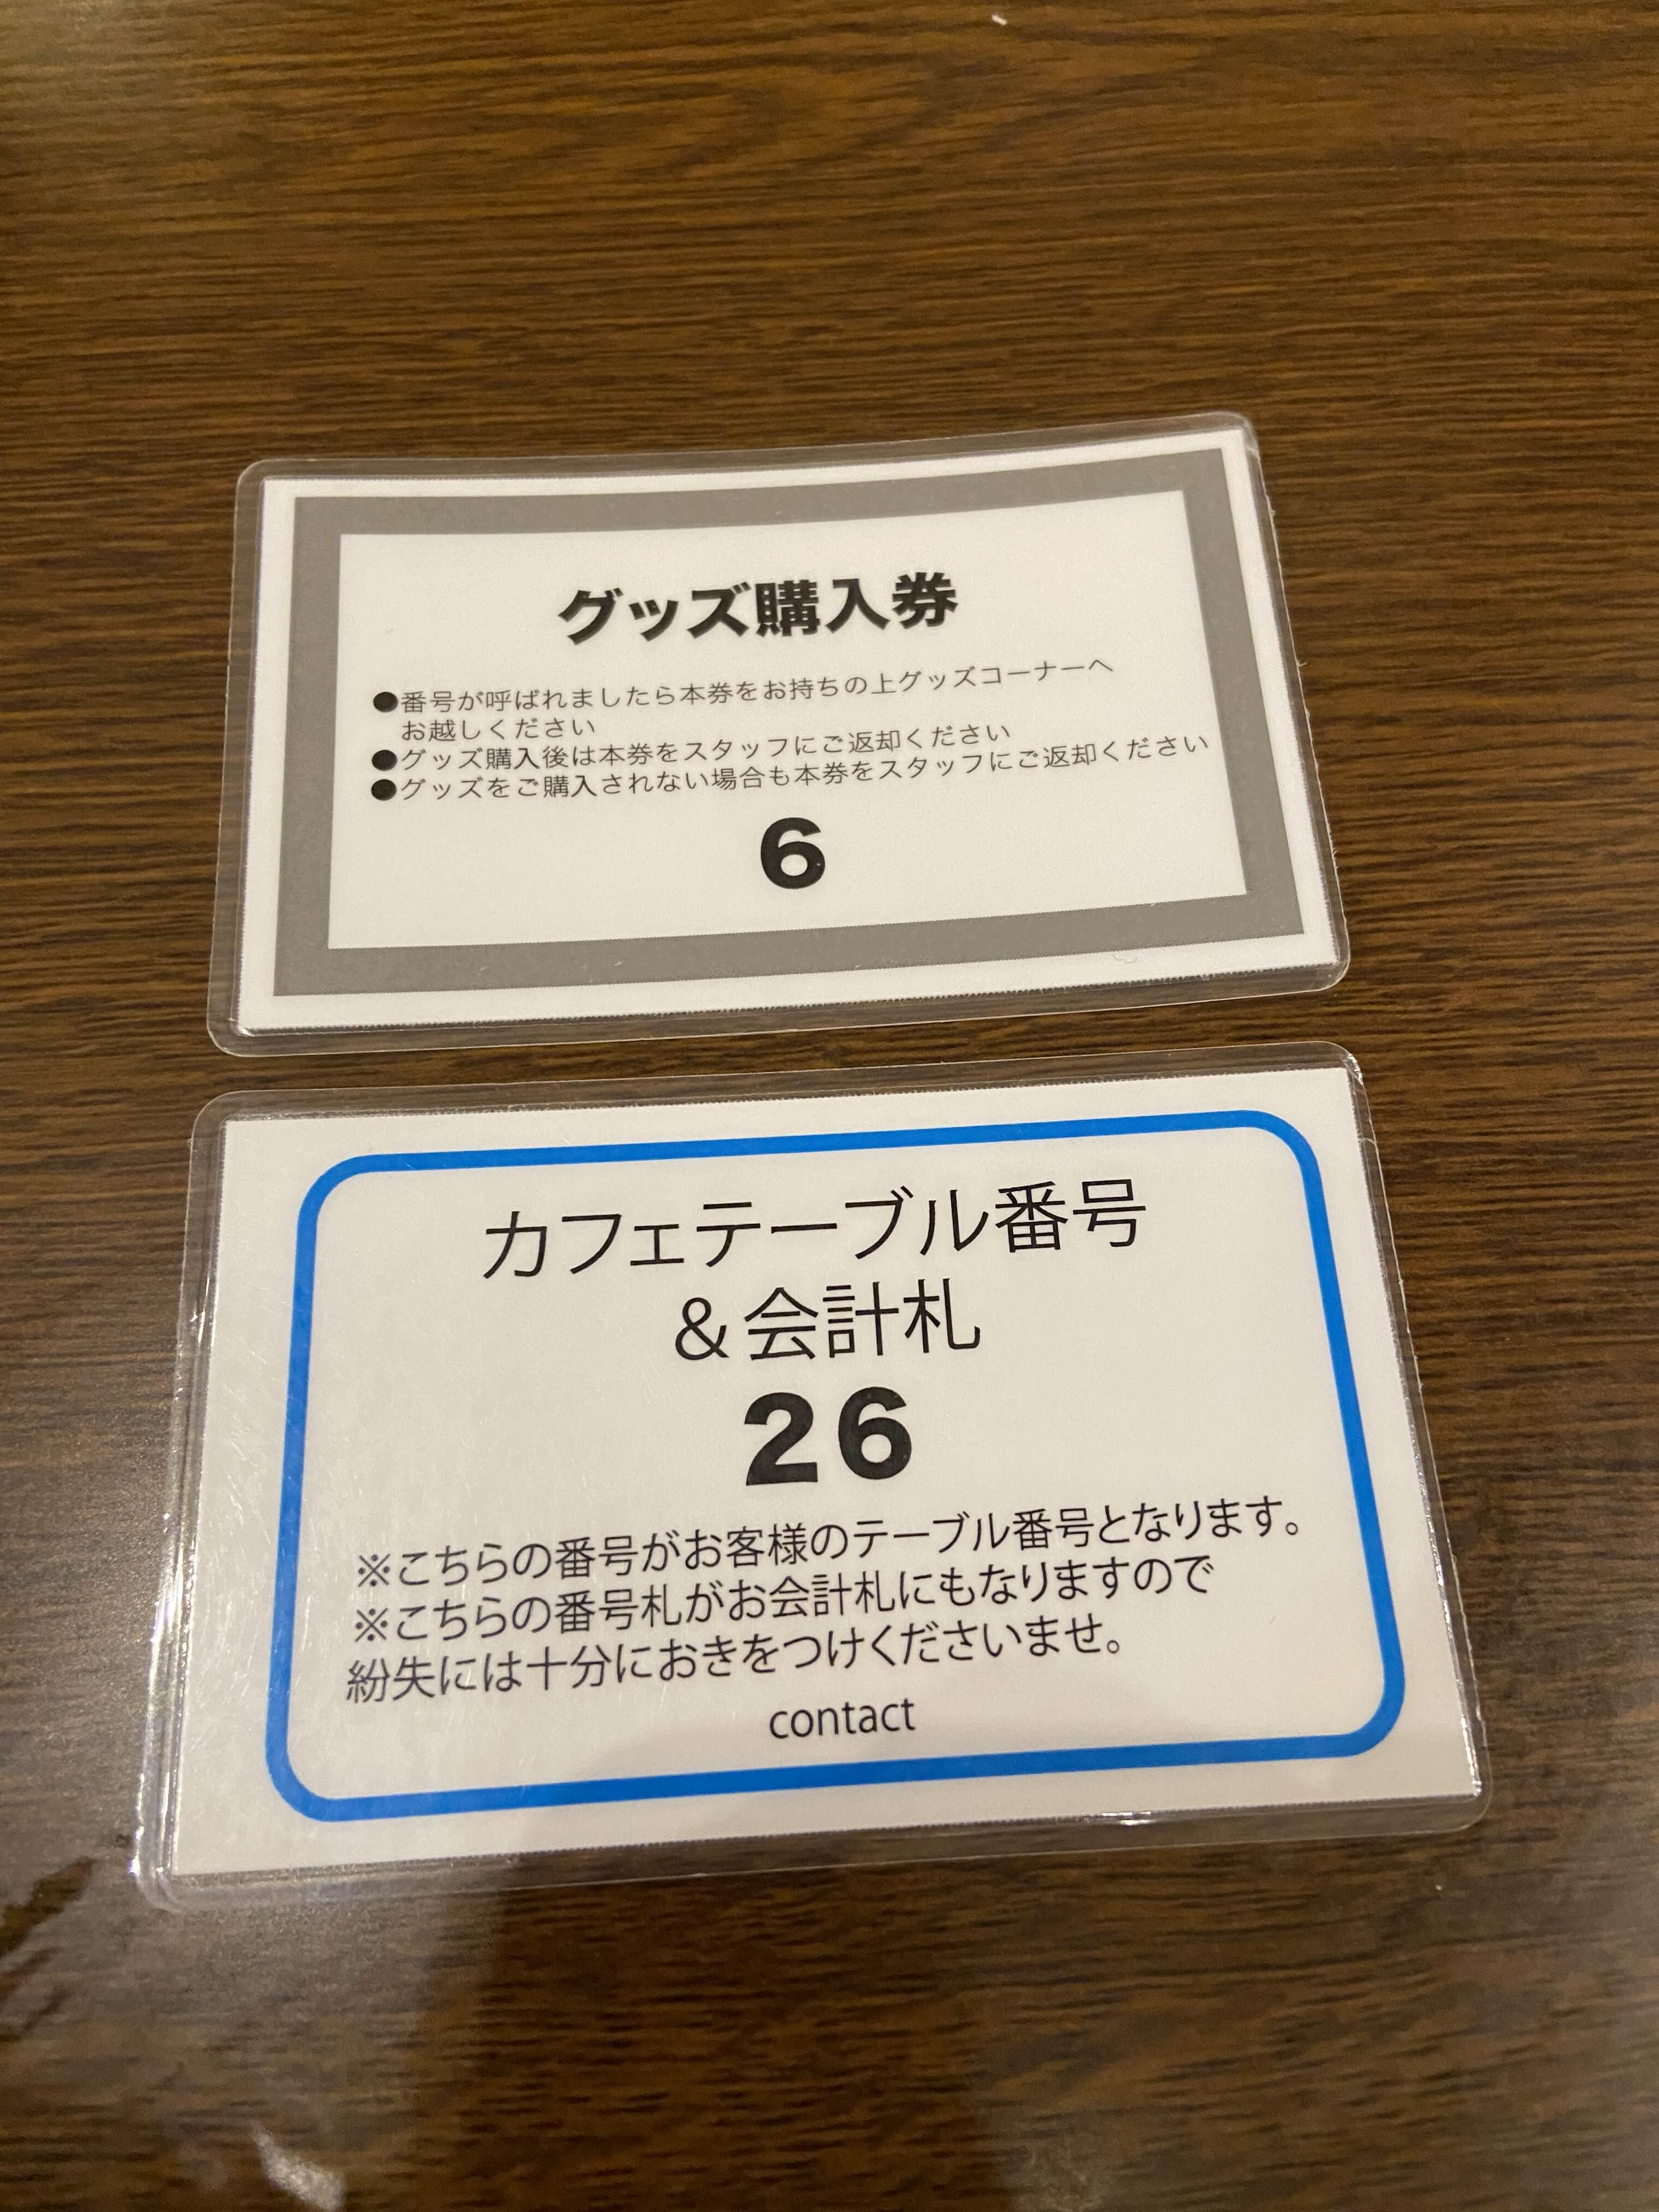 グッズ購入券
●番号が呼ばれましたら本券をお持ちの上グッズコーナーへ
お越しください
●グッズ購入後は本券をスタッフにご返却ください
●グッズをご購入されない場合も本券をスタッフにご返却ください
6
カフェテーブル番号
&会計札
26
※こちらの番号がお客様のテーブル番号となります。
※こちらの番号札がお会計札にもなりますので
紛失には十分におきをつけくださいませ。
contact